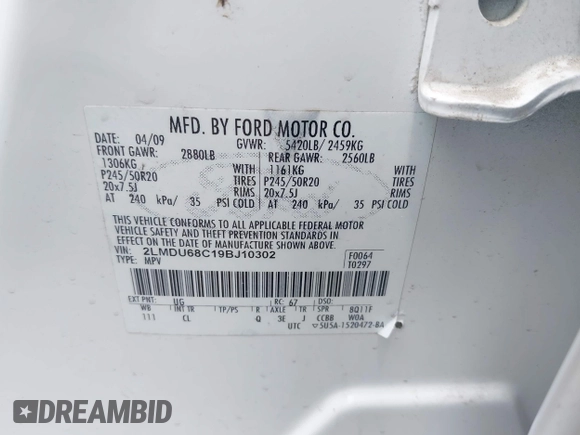 MFD. BY FORD MOTOR CO.
04/09 GVWR: 5420LB/ 2459KG
FRONT GAWR: 2880LB REAR GAWR: 2560LB
1306KG WITH 1161KG WITH
P245/50R20 TIRES P245/50R20 TIRES
20x7.5J RIMS 20x7.5J RIMS
AT 240 kPa/ 35 PSI COLD AT 240 kPa/ 35 PSI COLD
THIS VEHICLE CONFORMS TO ALL APPLICABLE FEDERAL MOTOR
VEHICLE SAFETY AND THEFT PREVENTION STANDARDS IN
EFFECT ON THE DATE OF MANUFACTURE SHOWN ABOVE.
VIN: 2LMDU68C19BJ10302 F0064
TYPE: MPV T0297
EXT PNT: UG RC: 67 DSO:
WB INT TR TP/PS R AXLE TR SPR 8Q11F
111 CL Q 3E J CCBB W0A
UTC 5U5A-1520472-BA
DREAMBID